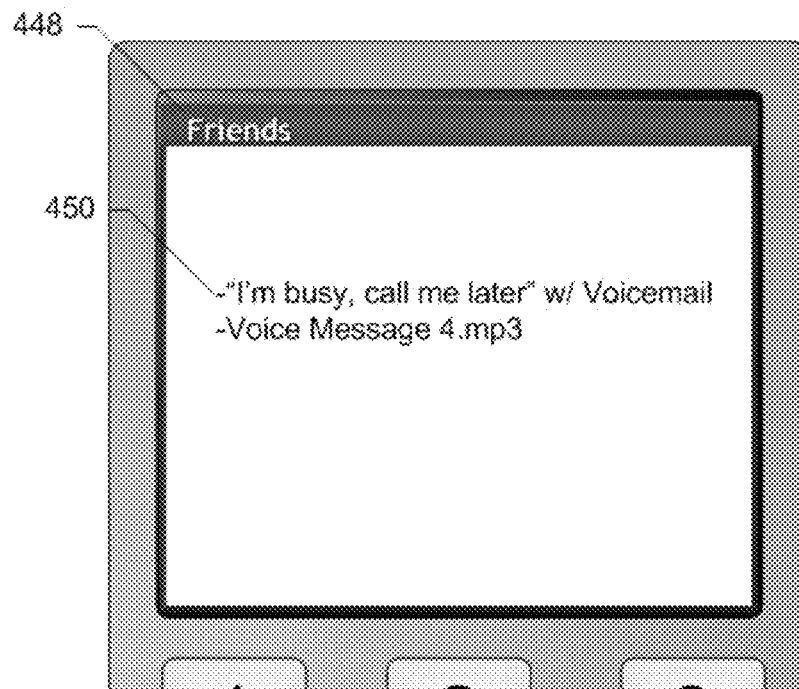 448
Friends
450
-"I'm busy, call me later" w/ Voicemail
-Voice Message 4.mp3